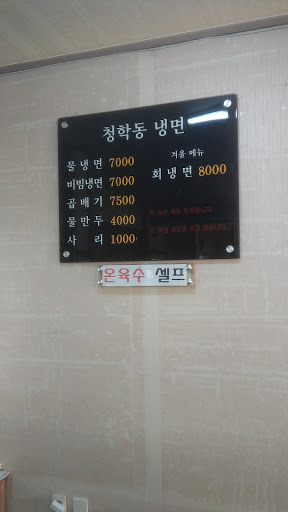 청학동 냉면
물냉면 7000
비빔냉면 7000
곱배기 7500
물만두 4000
사 리 1000
겨울 메뉴
회냉면 8000
온육수 셀프